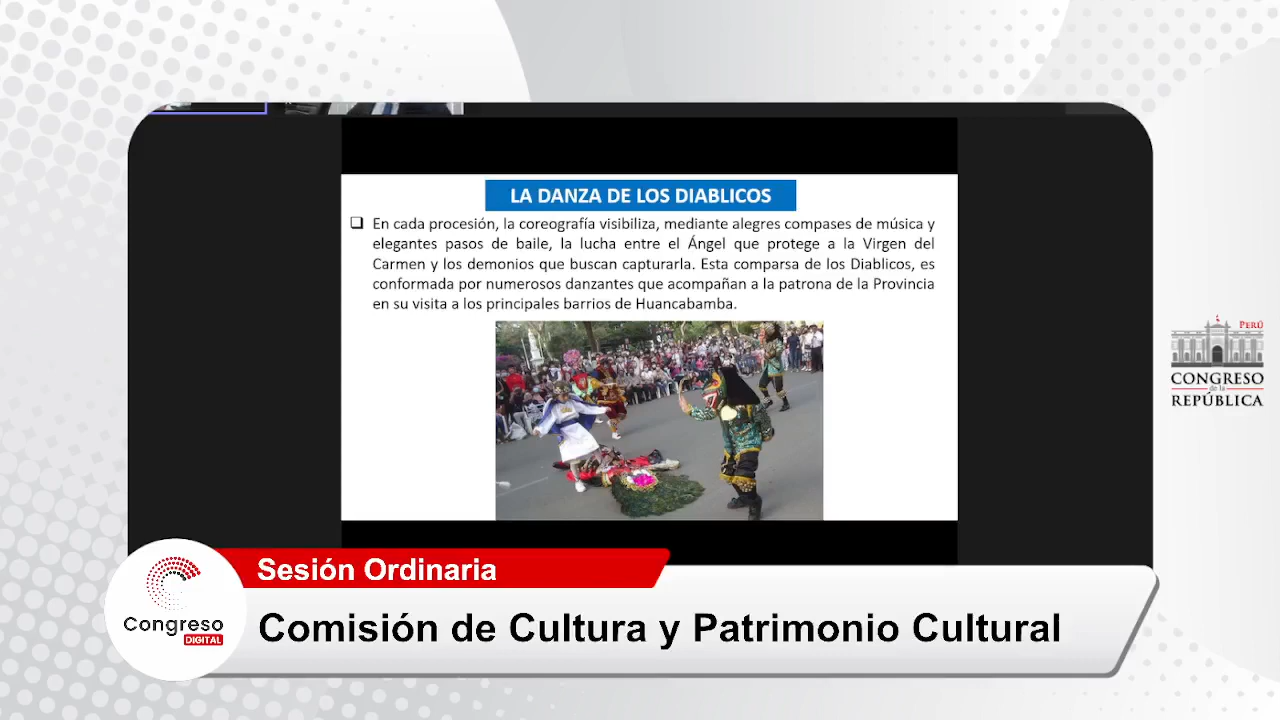 LA DANZA DE LOS DIABLICOS
❑ En cada procesión, la coreografía visibiliza, mediante alegres compases de música y
elegantes pasos de baile, la lucha entre el Ángel que protege a la Virgen del
Carmen y los demonios que buscan capturarla. Esta comparsa de los Diablicos, es
conformada por numerosos danzantes que acompañan a la patrona de la Provincia
en su visita a los principales barrios de Huancabamba.
PERÚ
CONGRESO
de la
REPÚBLICA
Sesión Ordinaria
Congreso
DIGITAL
Comisión de Cultura y Patrimonio Cultural